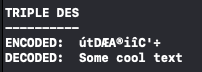 TRIPLE DES
----------
ENCODED:  útDÆA®iîC'+
DECODED:  Some cool text